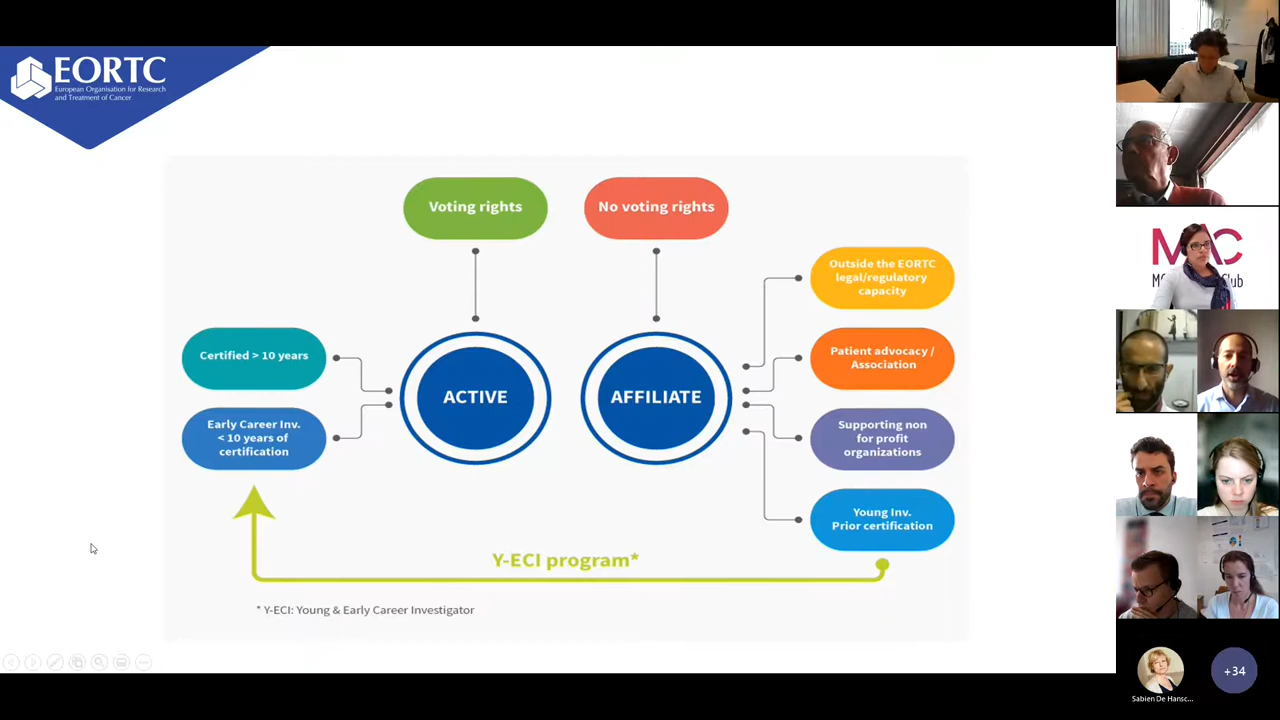 EORTC
European Organisation for Research
and Treatment of Cancer
Voting rights
No voting rights
Outside the EORTC
legal/regulatory
capacity
Certified > 10 years
Patient advocacy /
Association
ACTIVE
AFFILIATE
Early Career Inv.
< 10 years of
certification
Supporting non
for profit
organizations
Young Inv.
Prior certification
Y-ECI program*
* Y-ECI: Young & Early Career Investigator
MAC
Club
+34
Sabien De Hansc...